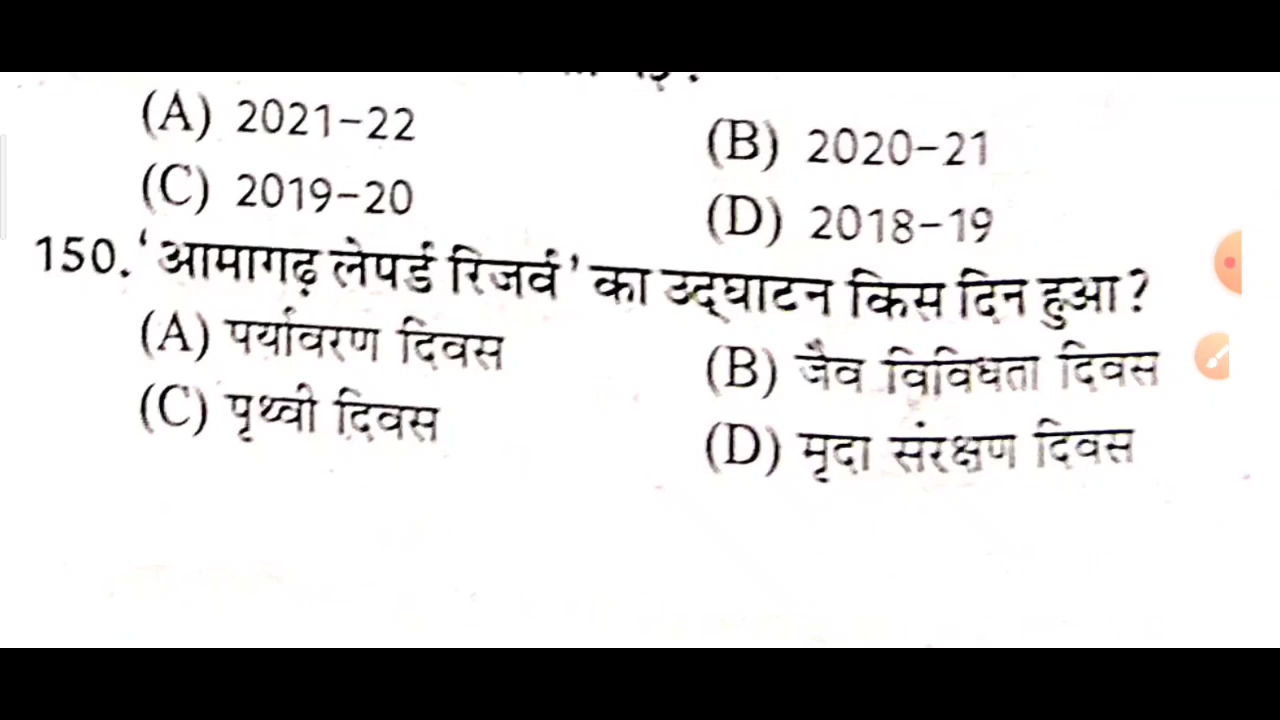 (A) 2021-22
(B) 2020-21
(C) 2019-20
(D) 2018-19
150. 'आमागढ़ लेपर्ड रिजर्व' का उद्घाटन किस दिन हुआ?
(A) पर्यावरण दिवस
(B) जैव विविधता दिवस
(C) पृथ्वी दिवस
(D) मृदा संरक्षण दिवस